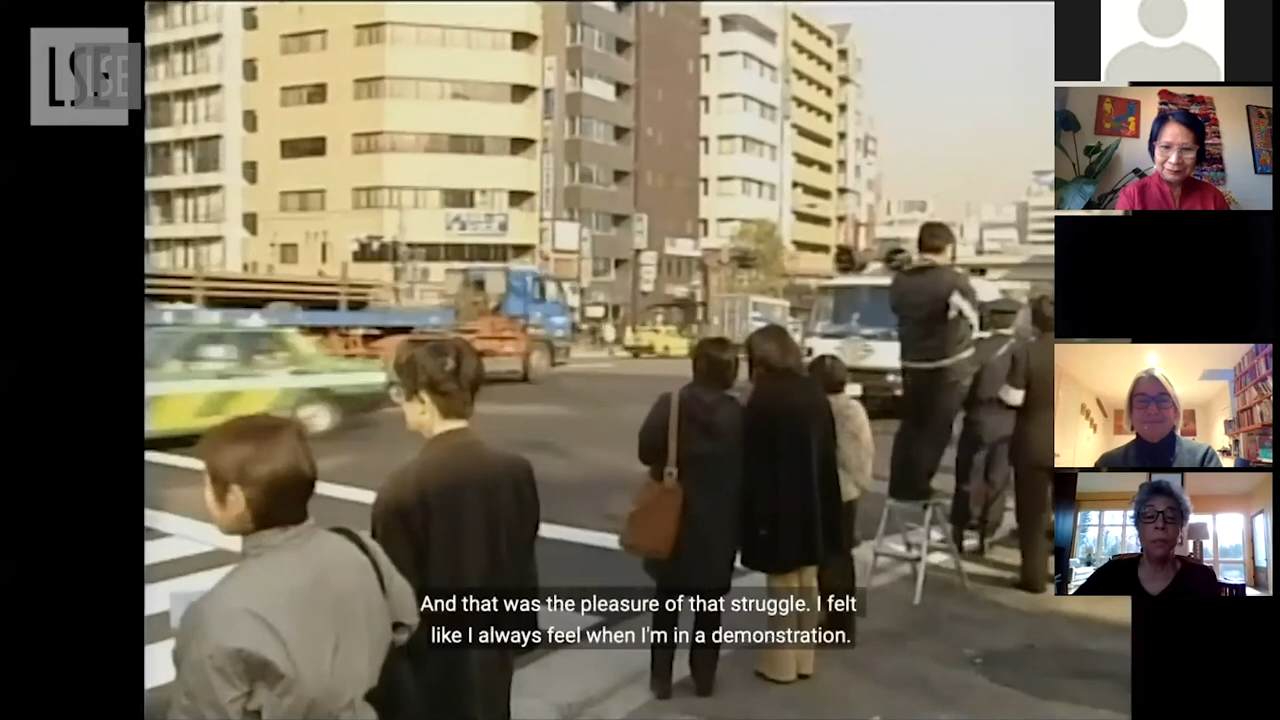 LSE
And that was the pleasure of that struggle. I felt
like I always feel when I'm in a demonstration.